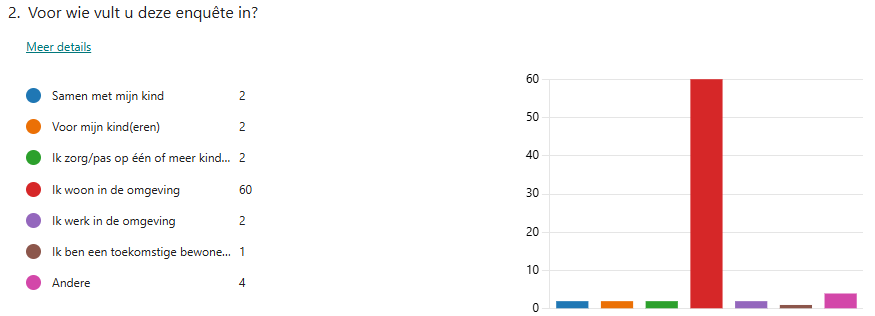 2. Voor wie vult u deze enquête in?
Meer details
Samen met mijn kind 2
Voor mijn kind(eren) 2
Ik zorg/pas op één of meer kind... 2
Ik woon in de omgeving 60
Ik werk in de omgeving 2
Ik ben een toekomstige bewone... 1
Andere 4
60
50
40
30
20
10
0